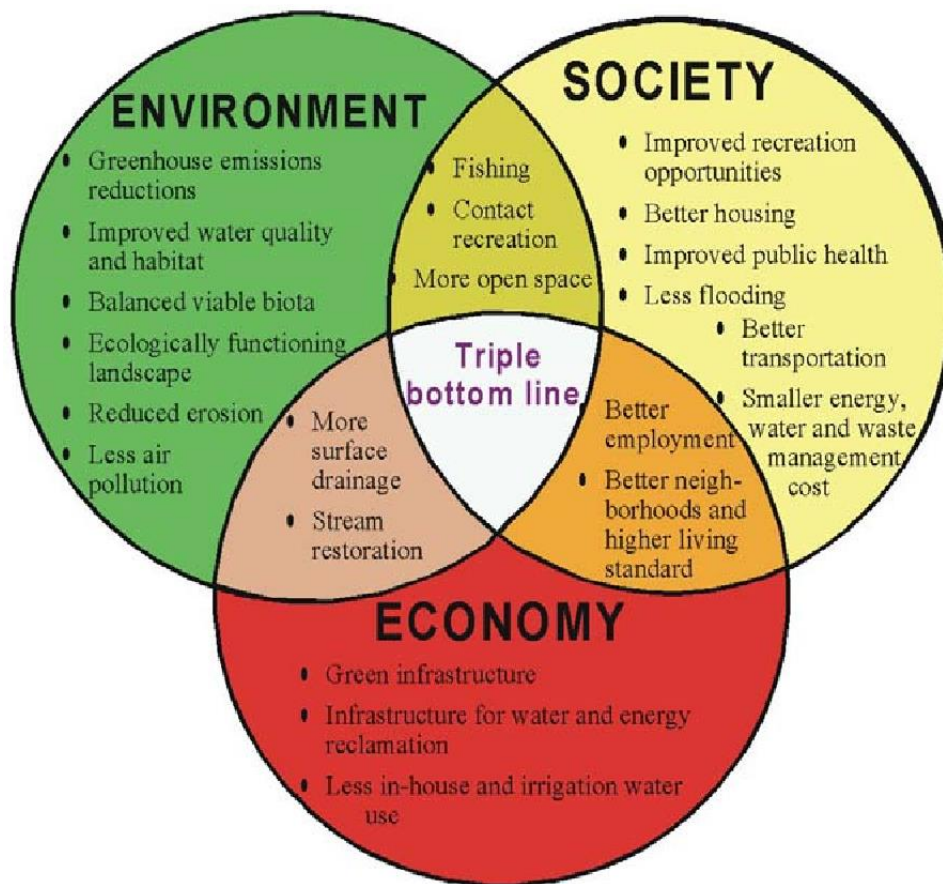 ENVIRONMENT
• Greenhouse emissions
reductions
• Improved water quality
and habitat
• Balanced viable biota
• Ecologically functioning
landscape
• Reduced erosion
• Less air
pollution
• Fishing
• Contact
recreation
• More open space
SOCIETY
• Improved recreation
opportunities
• Better housing
• Improved public health
• Less flooding
• Better
transportation
• Smaller energy,
water and waste
management
cost
Triple
bottom line
• More
surface
drainage
• Stream
restoration
• Better
employment
• Better neigh-
borhoods and
higher living
standard
ECONOMY
• Green infrastructure
• Infrastructure for water and energy
reclamation
• Less in-house and irrigation water
use